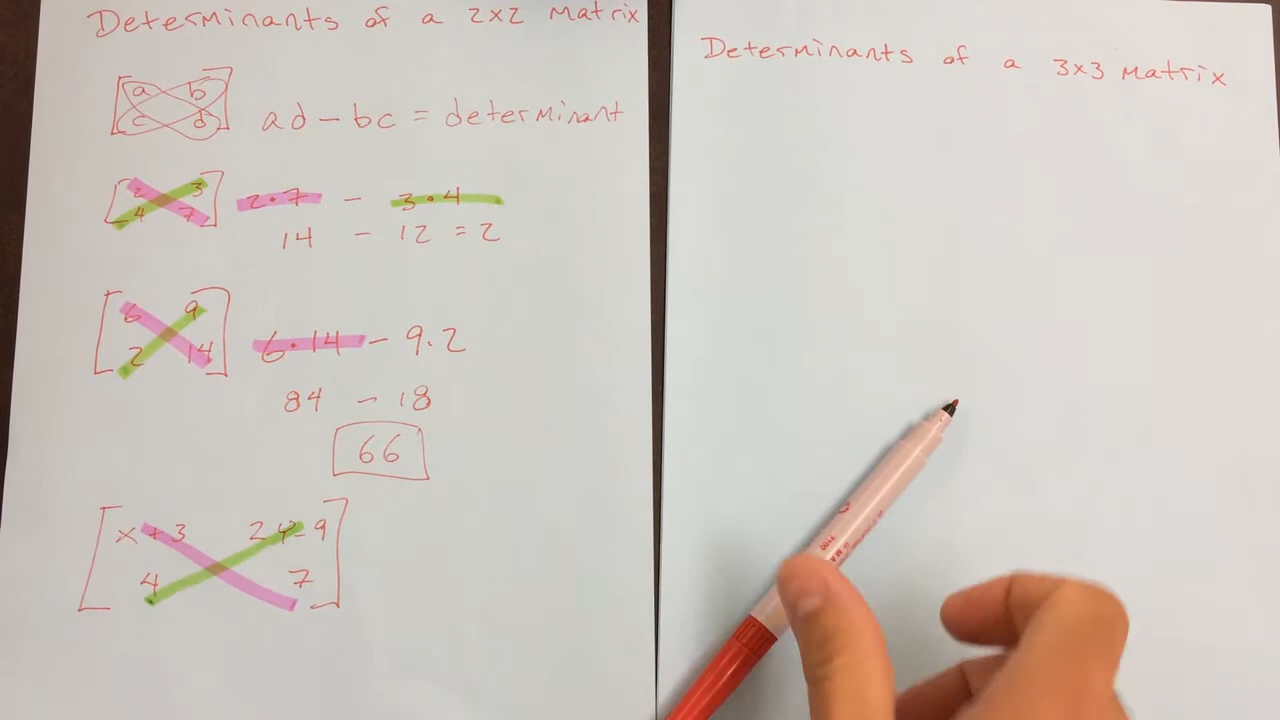 Determinants of a 2x2 Matrix
a b
c d
ad - bc = determinant
2 3
4 7
2·7 - 3·4
14 - 12 = 2
6 9
2 14
6·14 - 9·2
84 - 18
66
x+3 2y-9
4 7
Determinants of a 3x3 Matrix